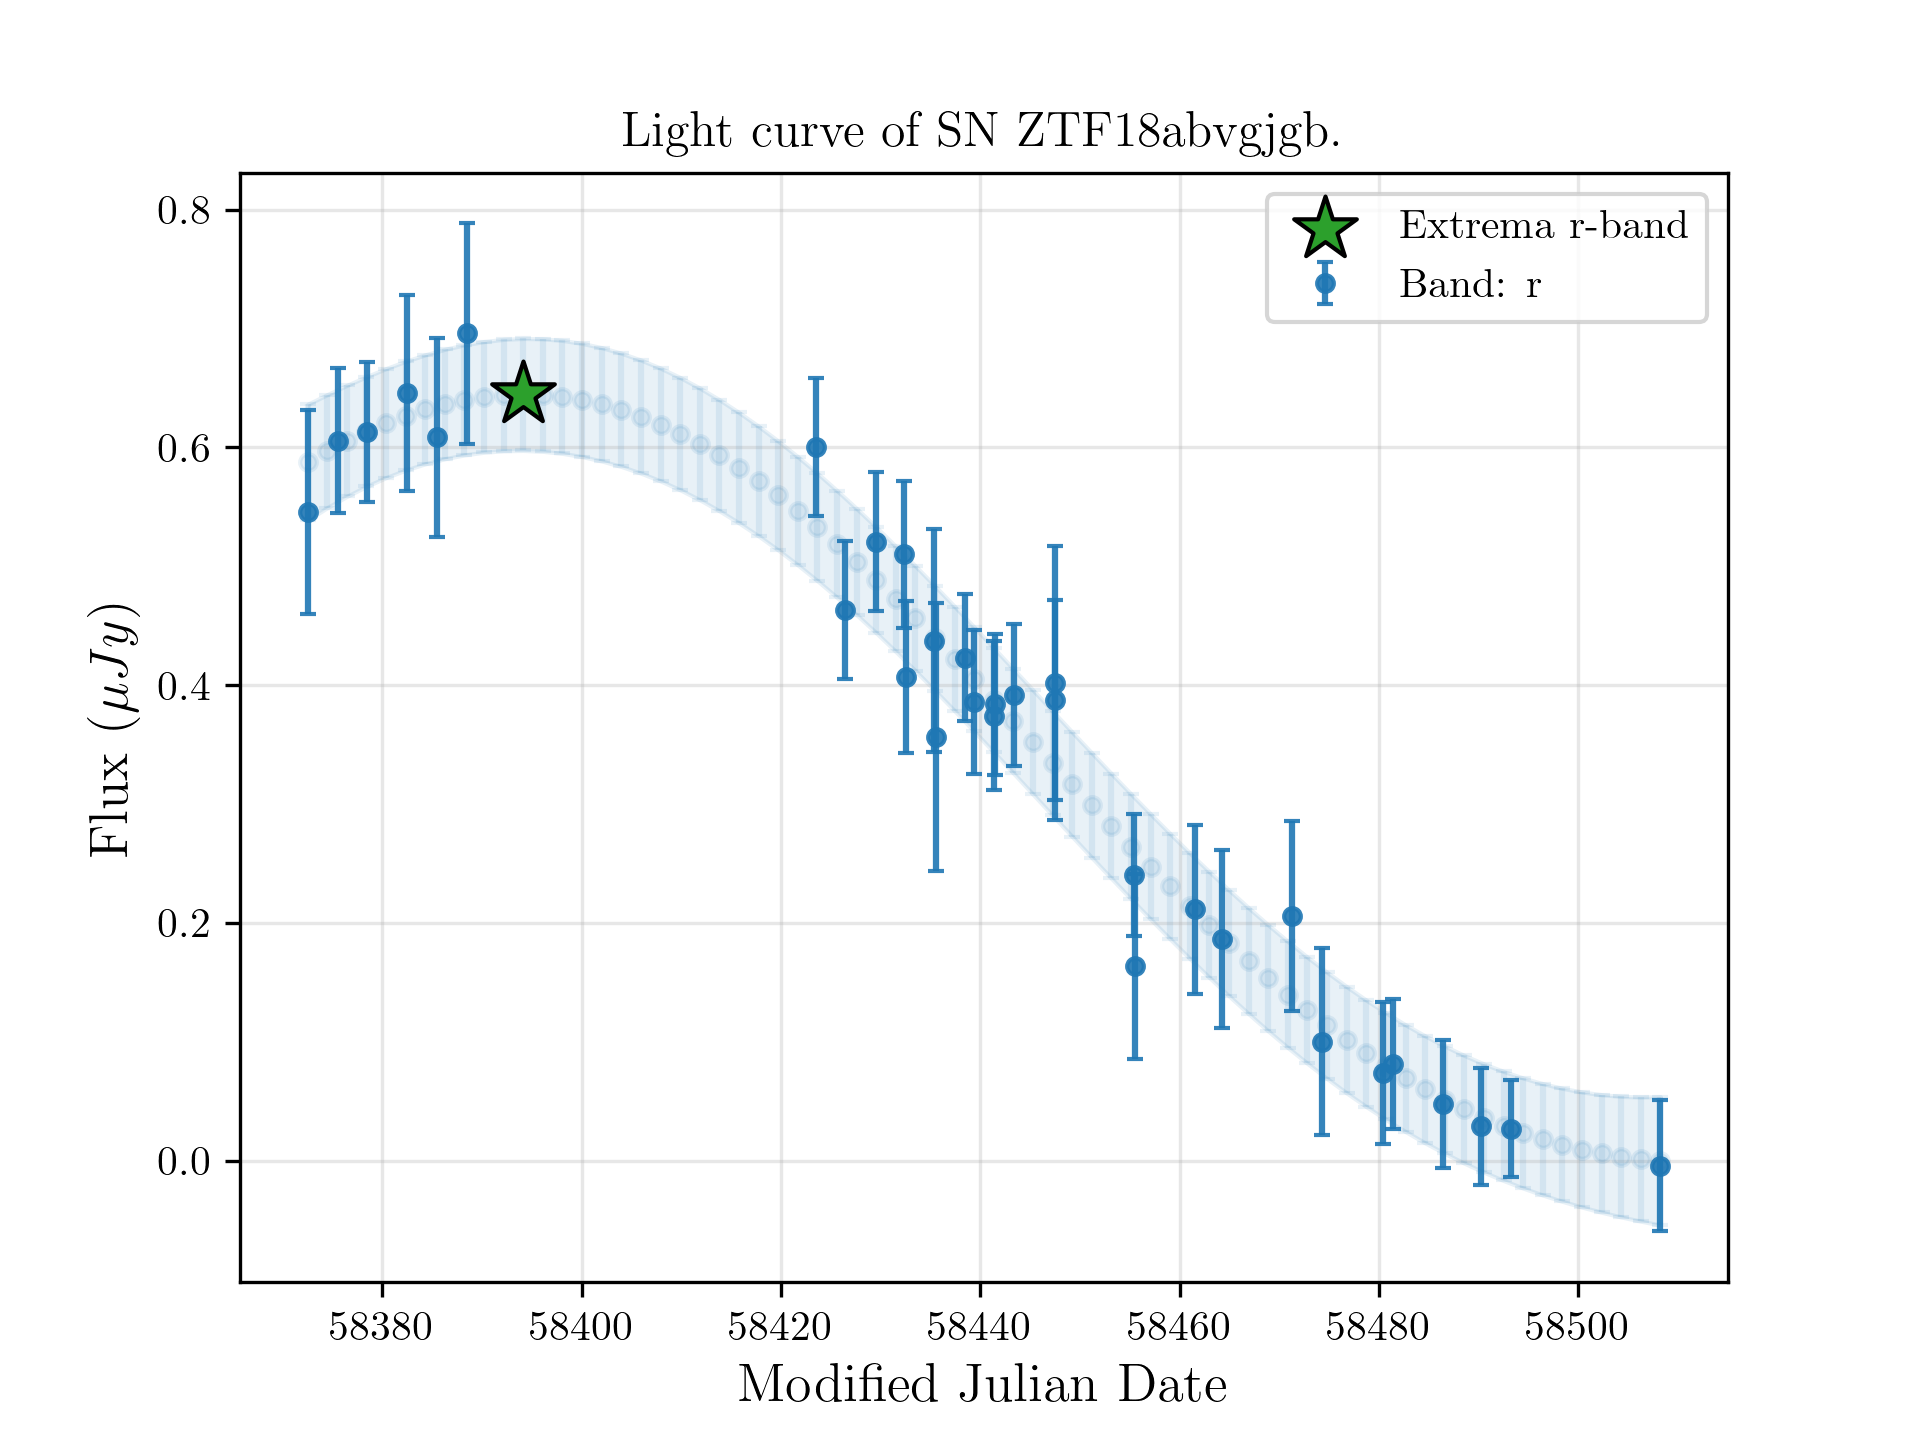 Light curve of SN ZTF18abvgjgb.
Extrema r-band
Band: r
0.8
0.6
0.4
0.2
0.0
Flux (μJy)
58380 58400 58420 58440 58460 58480 58500
Modified Julian Date